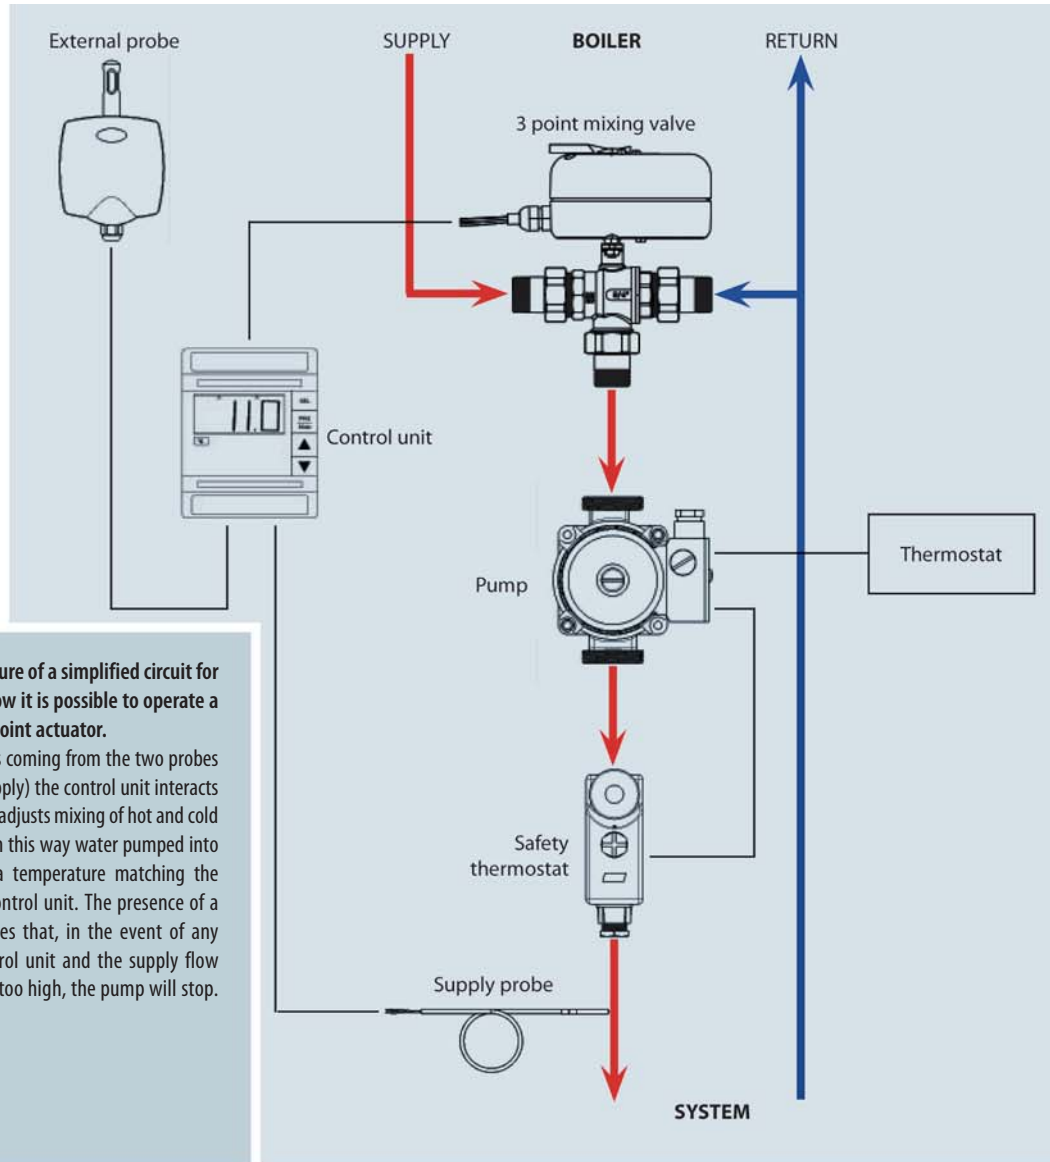 External probe
SUPPLY
BOILER
RETURN
3 point mixing valve
110
SEL
Control unit
Pump
Thermostat
Safety
thermostat
Supply probe
SYSTEM
ure of a simplified circuit for
ow it is possible to operate a
oint actuator.
s coming from the two probes
ply) the control unit interacts
adjusts mixing of hot and cold
n this way water pumped into
a temperature matching the
ontrol unit. The presence of a
es that, in the event of any
rol unit and the supply flow
too high, the pump will stop.